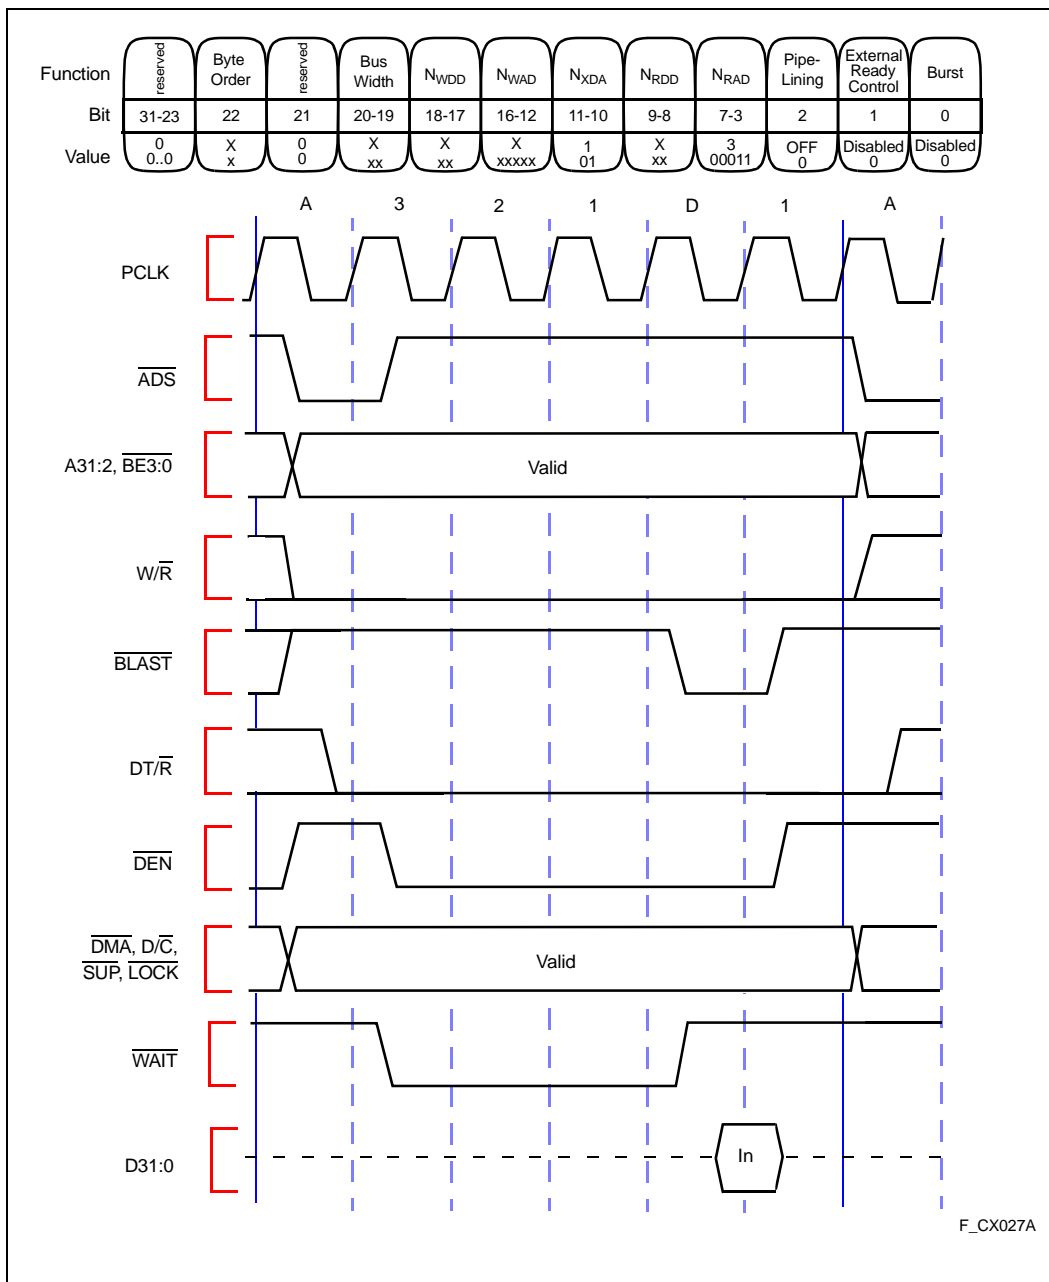 Function reserved Byte Order reserved Bus Width NWDD NWAD NXDA NRDD NRAD Pipe-Lining External Ready Control Burst
Bit 31-23 22 21 20-19 18-17 16-12 11-10 9-8 7-3 2 1 0
Value 0 X 0 X X X 1 X 3 OFF Disabled Disabled
0..0 x 0 xx xx xxxxx 01 xx 00011 0 0 0
A 3 2 1 D 1 A
PCLK
ADS
A31:2, BE3:0 Valid
W/R
BLAST
DT/R
DEN
DMA, D/C,
SUP, LOCK Valid
WAIT
D31:0 In
F_CX027A